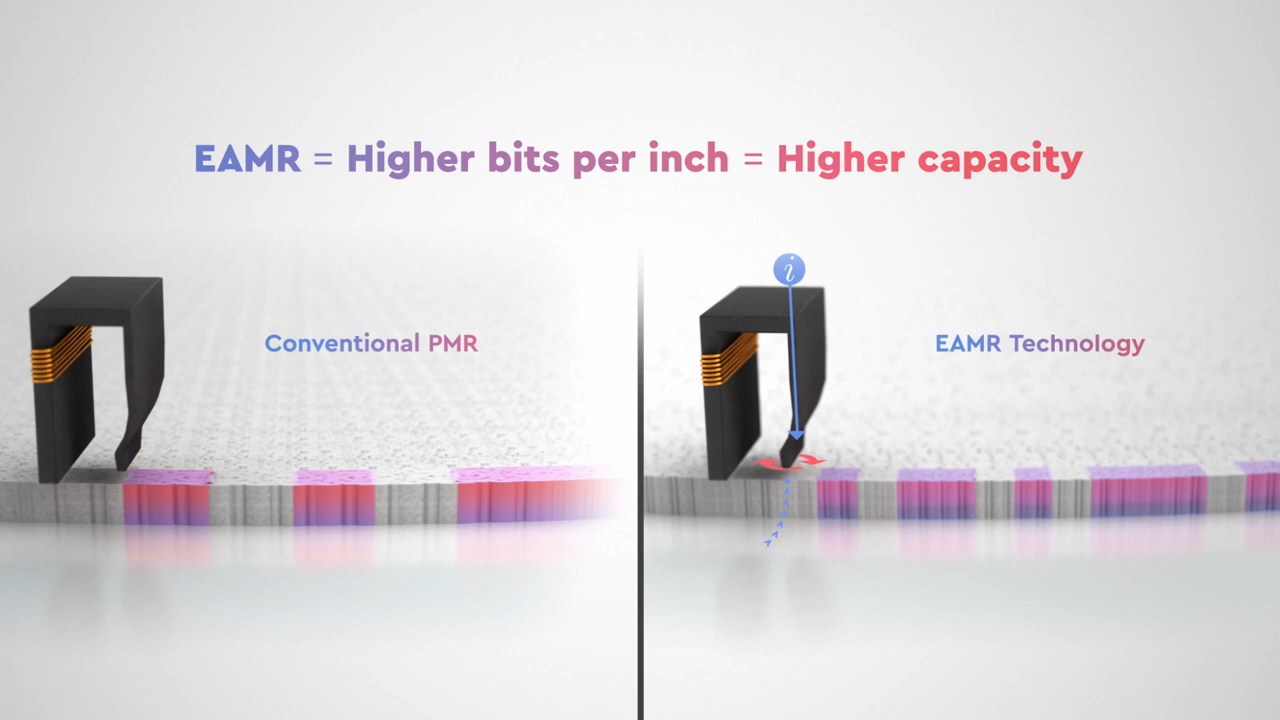 EAMR = Higher bits per inch = Higher capacity
i
Conventional PMR
EAMR Technology